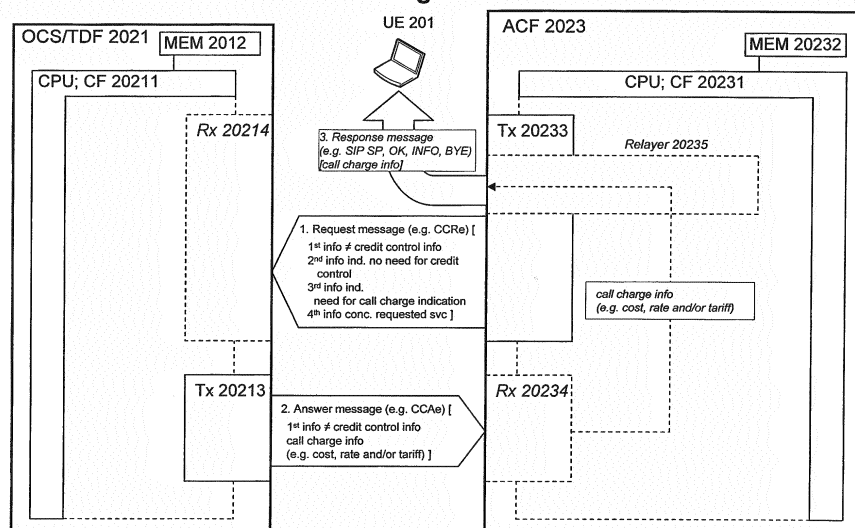 UE 201
OCS/TDF 2021
MEM 2012
CPU; CF 20211
Rx 20214
ACF 2023
MEM 20232
CPU; CF 20231
Tx 20233
Relayer 20235
3. Response message
(e.g. SIP SP, OK, INFO, BYE)
[call charge info]
1. Request message (e.g. CCRe) [
1st info ≠ credit control info
2nd info ind. no need for credit
control
3rd info ind.
need for call charge indication
4th info conc. requested svc ]
call charge info
(e.g. cost, rate and/or tariff)
Tx 20213
2. Answer message (e.g. CCAe) [
1st info ≠ credit control info
call charge info
(e.g. cost, rate and/or tariff) ]
Rx 20234